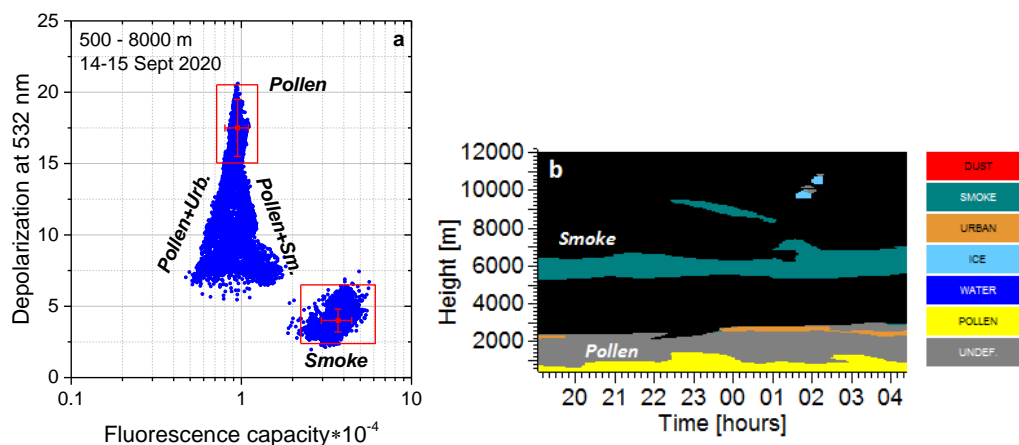 500 - 8000 m
14-15 Sept 2020
a
Pollen
Pollen+Urb.
Pollen+Sm.
Smoke
25
20
15
10
5
0
0.1
1
10
Depolarization at 532 nm
Fluorescence capacity∗10⁻⁴
b
Smoke
Pollen
12000
10000
8000
6000
4000
2000
Height [m]
20 21 22 23 00 01 02 03 04
Time [hours]
DUST
SMOKE
URBAN
ICE
WATER
POLLEN
UNDEF.